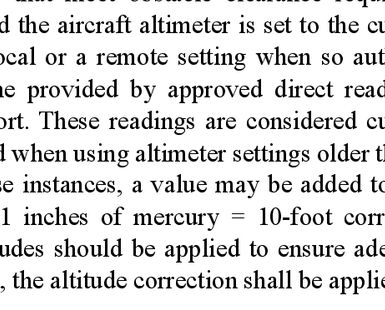 that meet obstacle clearance requi
d the aircraft altimeter is set to the cu
ocal or a remote setting when so aut
ne provided by approved direct read
ort. These readings are considered cu
d when using altimeter settings older th
se instances, a value may be added to
1 inches of mercury = 10-foot corr
udes should be applied to ensure ade
, the altitude correction shall be applie